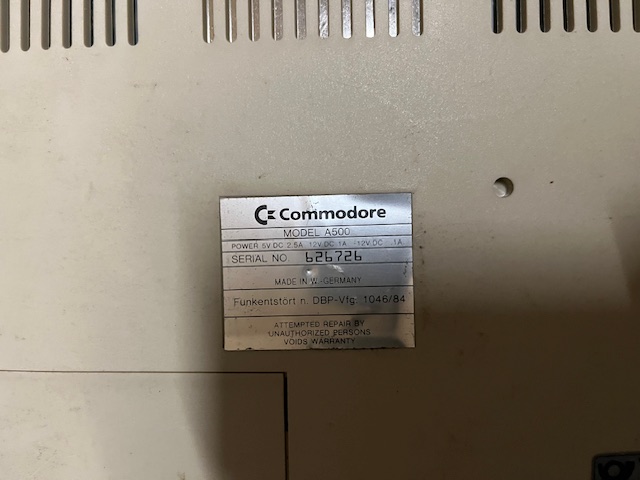 Commodore
MODEL A500
POWER 5V DC 2.5A 12V DC 1A -12V DC .1A
SERIAL NO 626726
MADE IN W.-GERMANY
Funkentstört n. DBP-Vfg. 1046/84
ATTEMPTED REPAIR BY
UNAUTHORIZED PERSONS
VOIDS WARRANTY